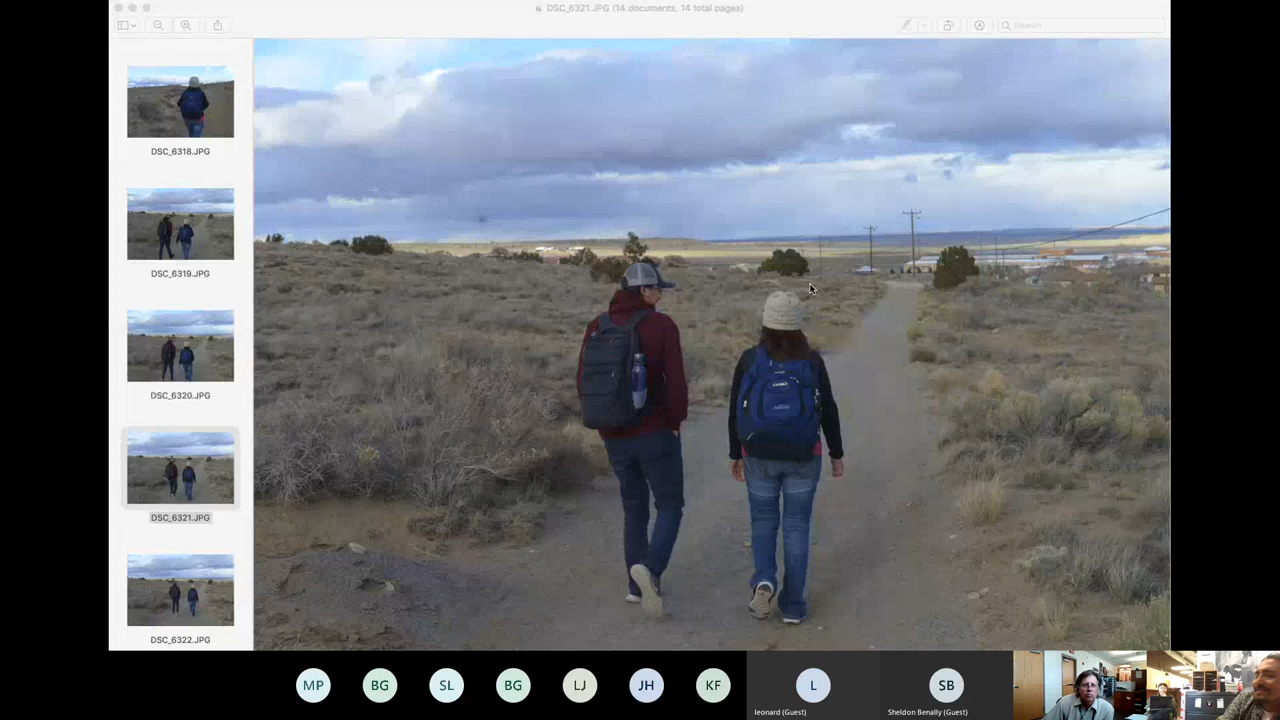 DSC_6321.JPG (14 documents, 14 total pages)
Search
DSC_6318.JPG
DSC_6319.JPG
DSC_6320.JPG
DSC_6321.JPG
DSC_6322.JPG
MP
BG
SL
BG
LJ
JH
KF
L
SB
leonard (Guest)
Sheldon Benally (Guest)